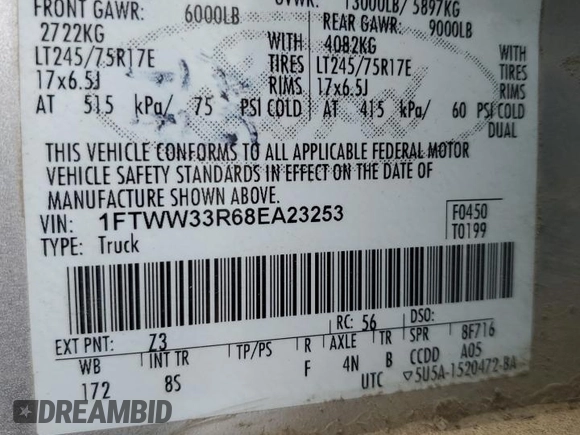 FRONT GAWR: 6000LB
GVWR: 13000LB/ 5897KG
2722KG
REAR GAWR: 9000LB
WITH 4082KG
LT245/75R17E
TIRES LT245/75R17E
17x6.5J
RIMS 17x6.5J
AT 515 kPa/ 75 PSI COLD AT 415 kPa/ 60 PSI COLD
DUAL
Ford
THIS VEHICLE CONFORMS TO ALL APPLICABLE FEDERAL MOTOR
VEHICLE SAFETY STANDARDS IN EFFECT ON THE DATE OF
MANUFACTURE SHOWN ABOVE.
VIN: 1FTWW33R68EA23253
TYPE: Truck
F0450
T0199
EXT PNT: Z3 RC: 56 DSO:
WB INT TR TP/PS R AXLE TR SPR 8F716
172 8S F 4N B CCDD A05
UTC ▽5U5A-1520472-BA
DREAMBID